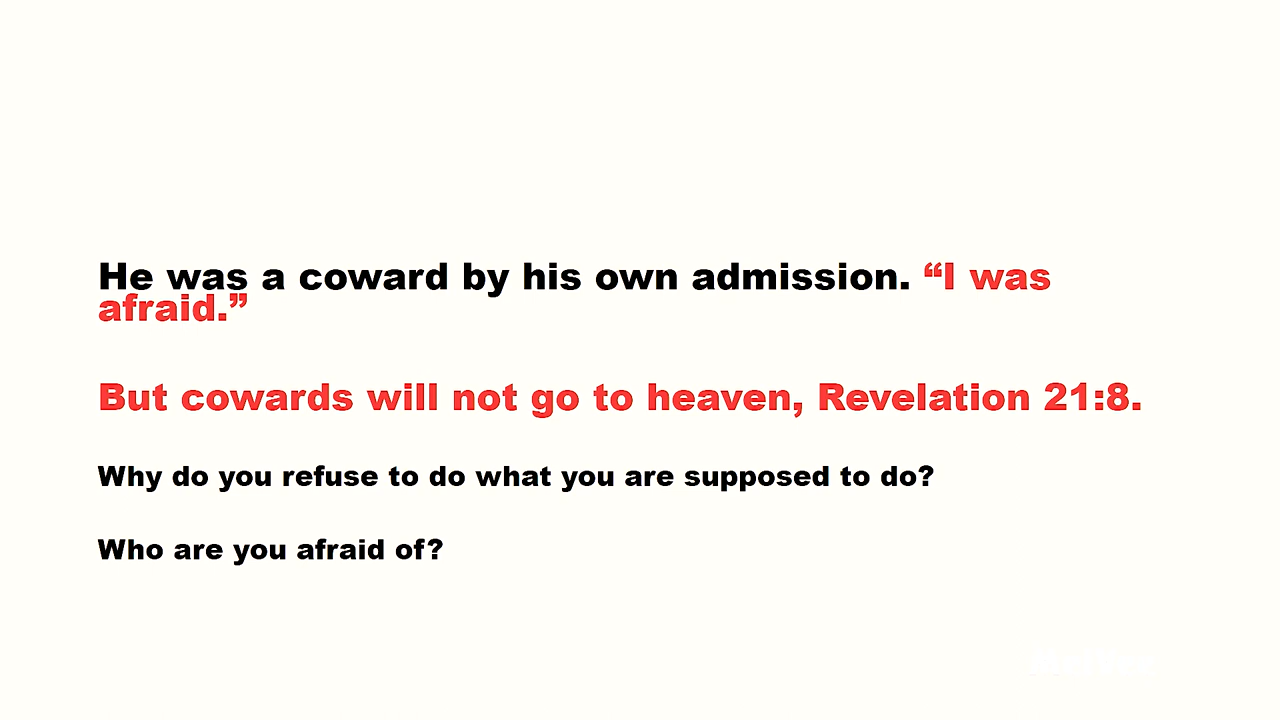 He was a coward by his own admission. “I was
afraid.”
But cowards will not go to heaven, Revelation 21:8.
Why do you refuse to do what you are supposed to do?
Who are you afraid of?